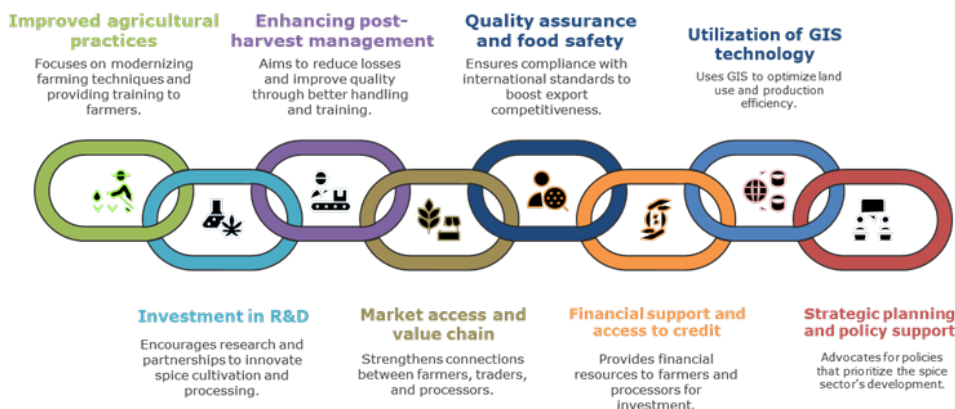 Improved agricultural
practices
Focuses on modernizing
farming techniques and
providing training to
farmers.
Enhancing post-
harvest management
Aims to reduce losses
and improve quality
through better handling
and training.
Quality assurance
and food safety
Ensures compliance with
international standards to
boost export
competitiveness.
Utilization of GIS
technology
Uses GIS to optimize land
use and production
efficiency.
Investment in R&D
Encourages research and
partnerships to innovate
spice cultivation and
processing.
Market access and
value chain
Strengthens connections
between farmers, traders,
and processors.
Financial support and
access to credit
Provides financial
resources to farmers and
processors for
investment.
Strategic planning
and policy support
Advocates for policies
that prioritize the spice
sector's development.